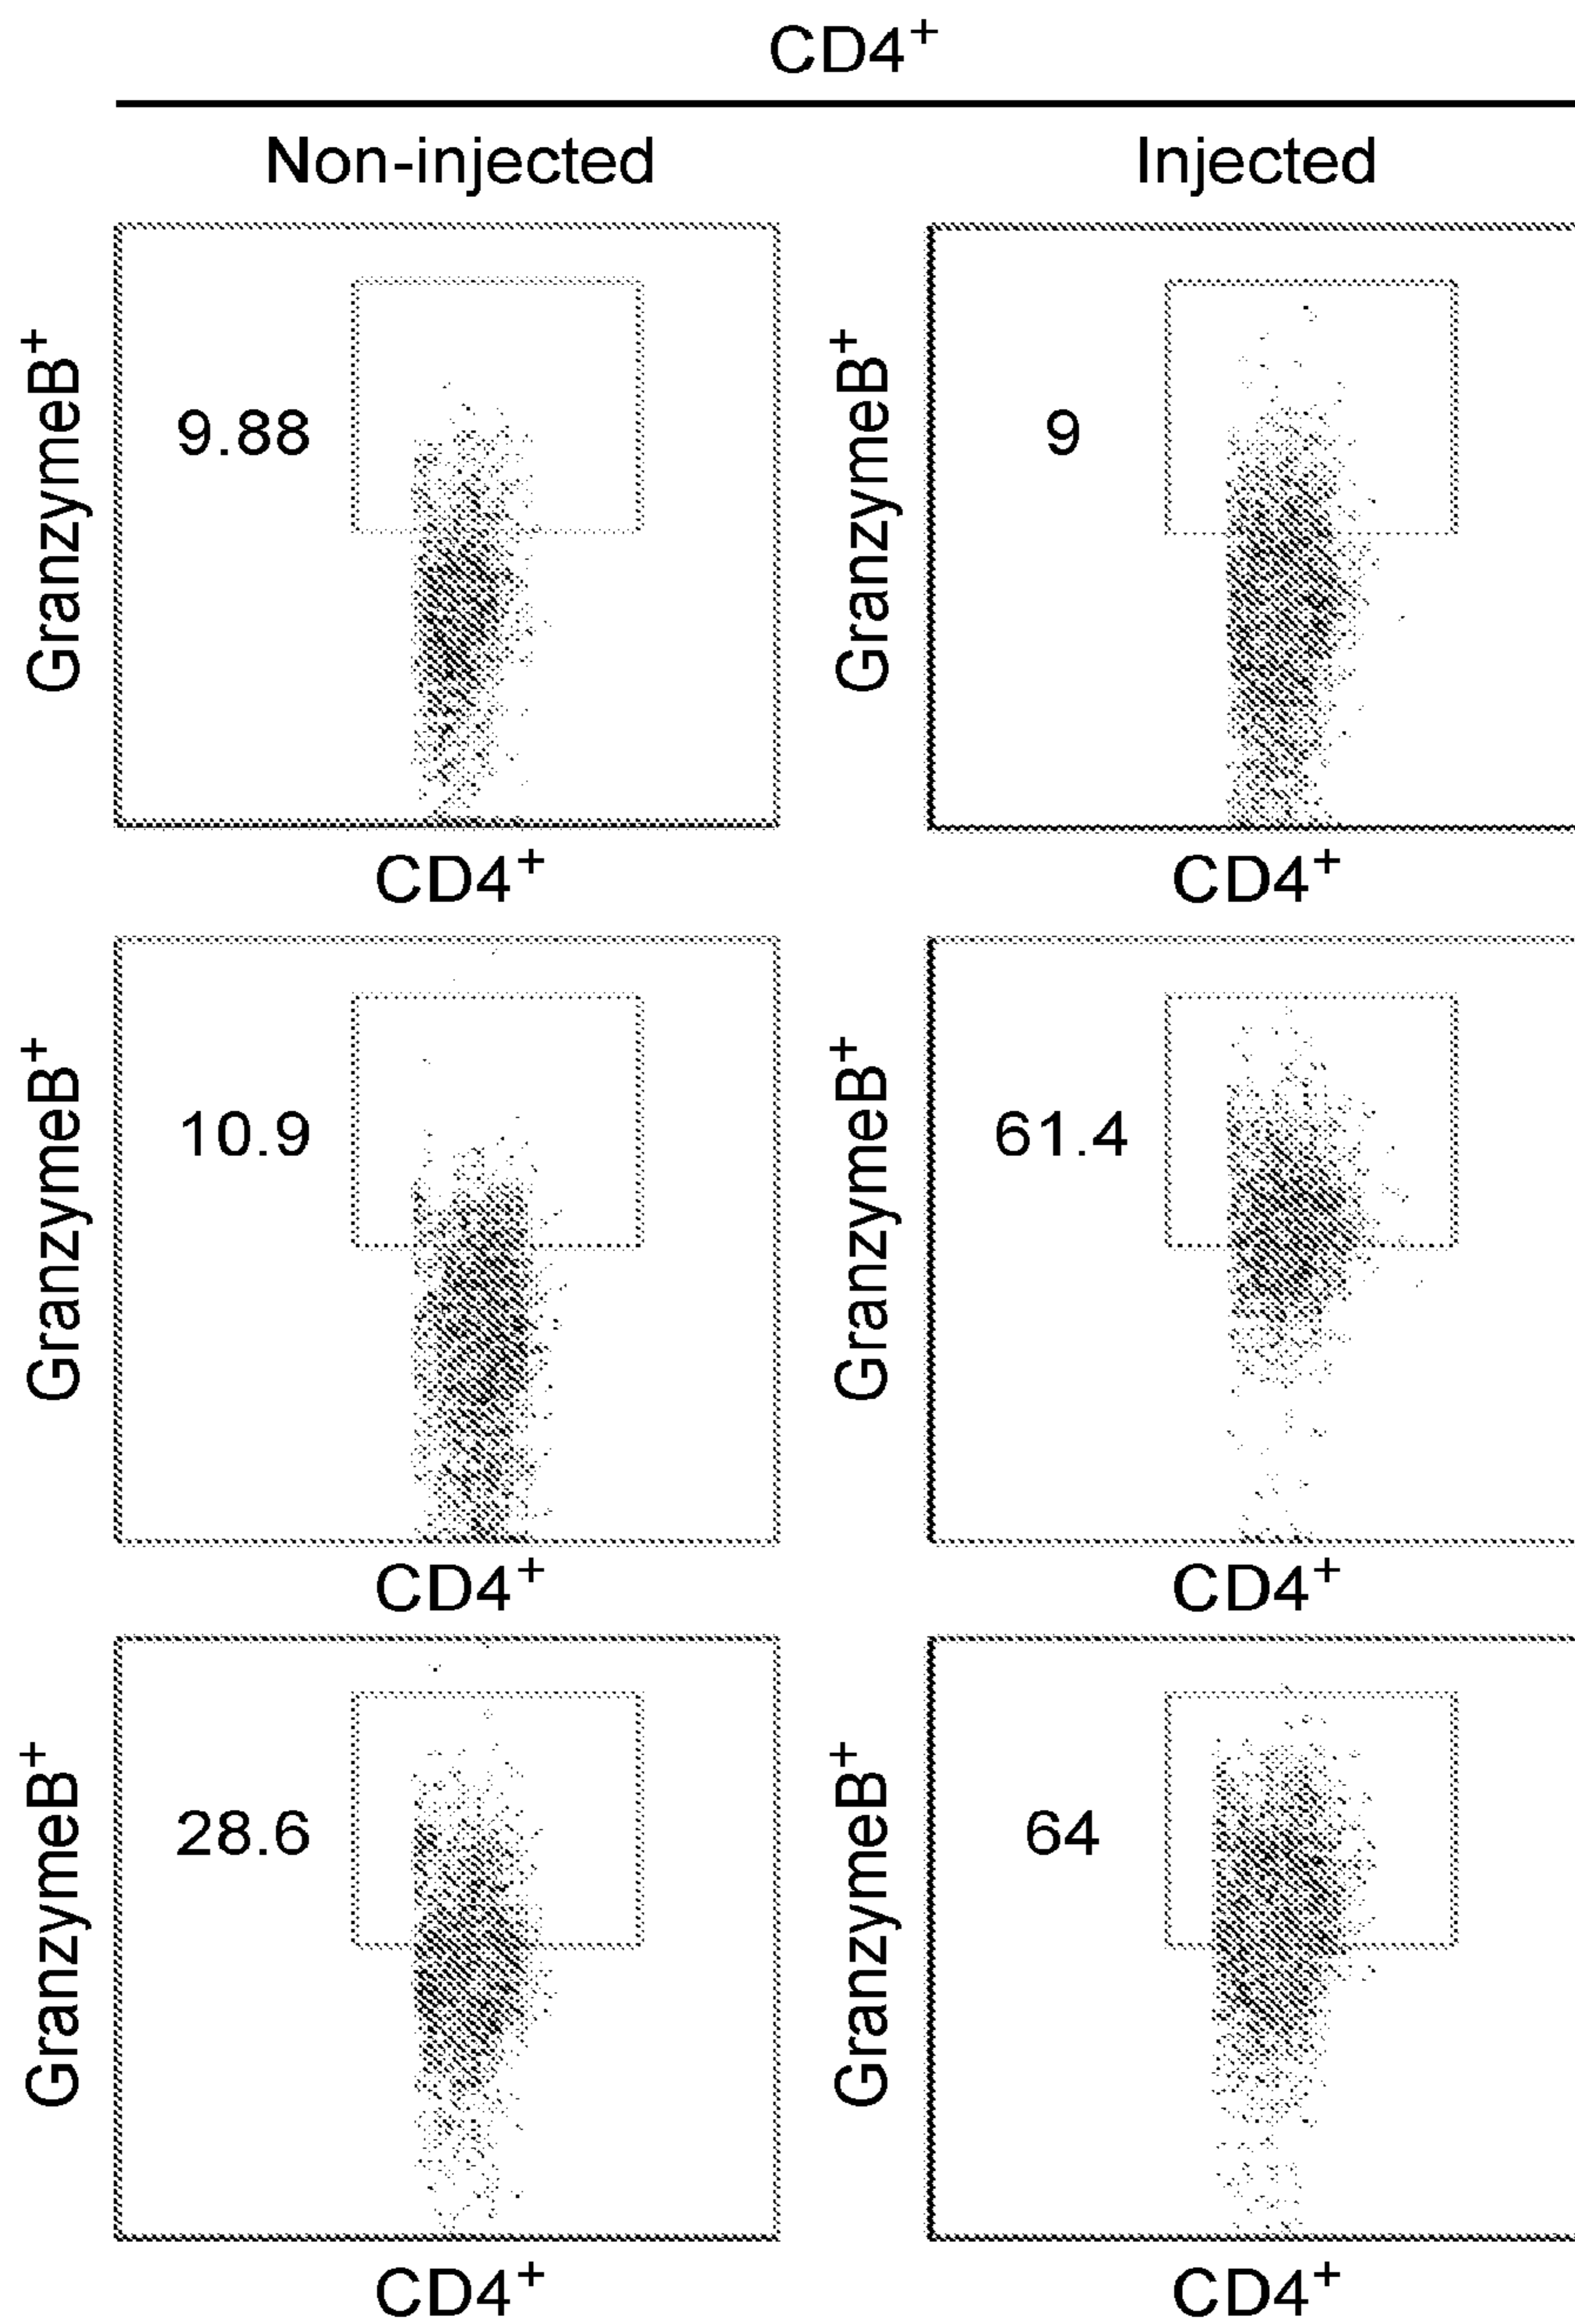 CD4⁺
Non-injected Injected
GranzymeB⁺ 9.88 GranzymeB⁺ 9
CD4⁺ CD4⁺
GranzymeB⁺ 10.9 GranzymeB⁺ 61.4
CD4⁺ CD4⁺
GranzymeB⁺ 28.6 GranzymeB⁺ 64
CD4⁺ CD4⁺